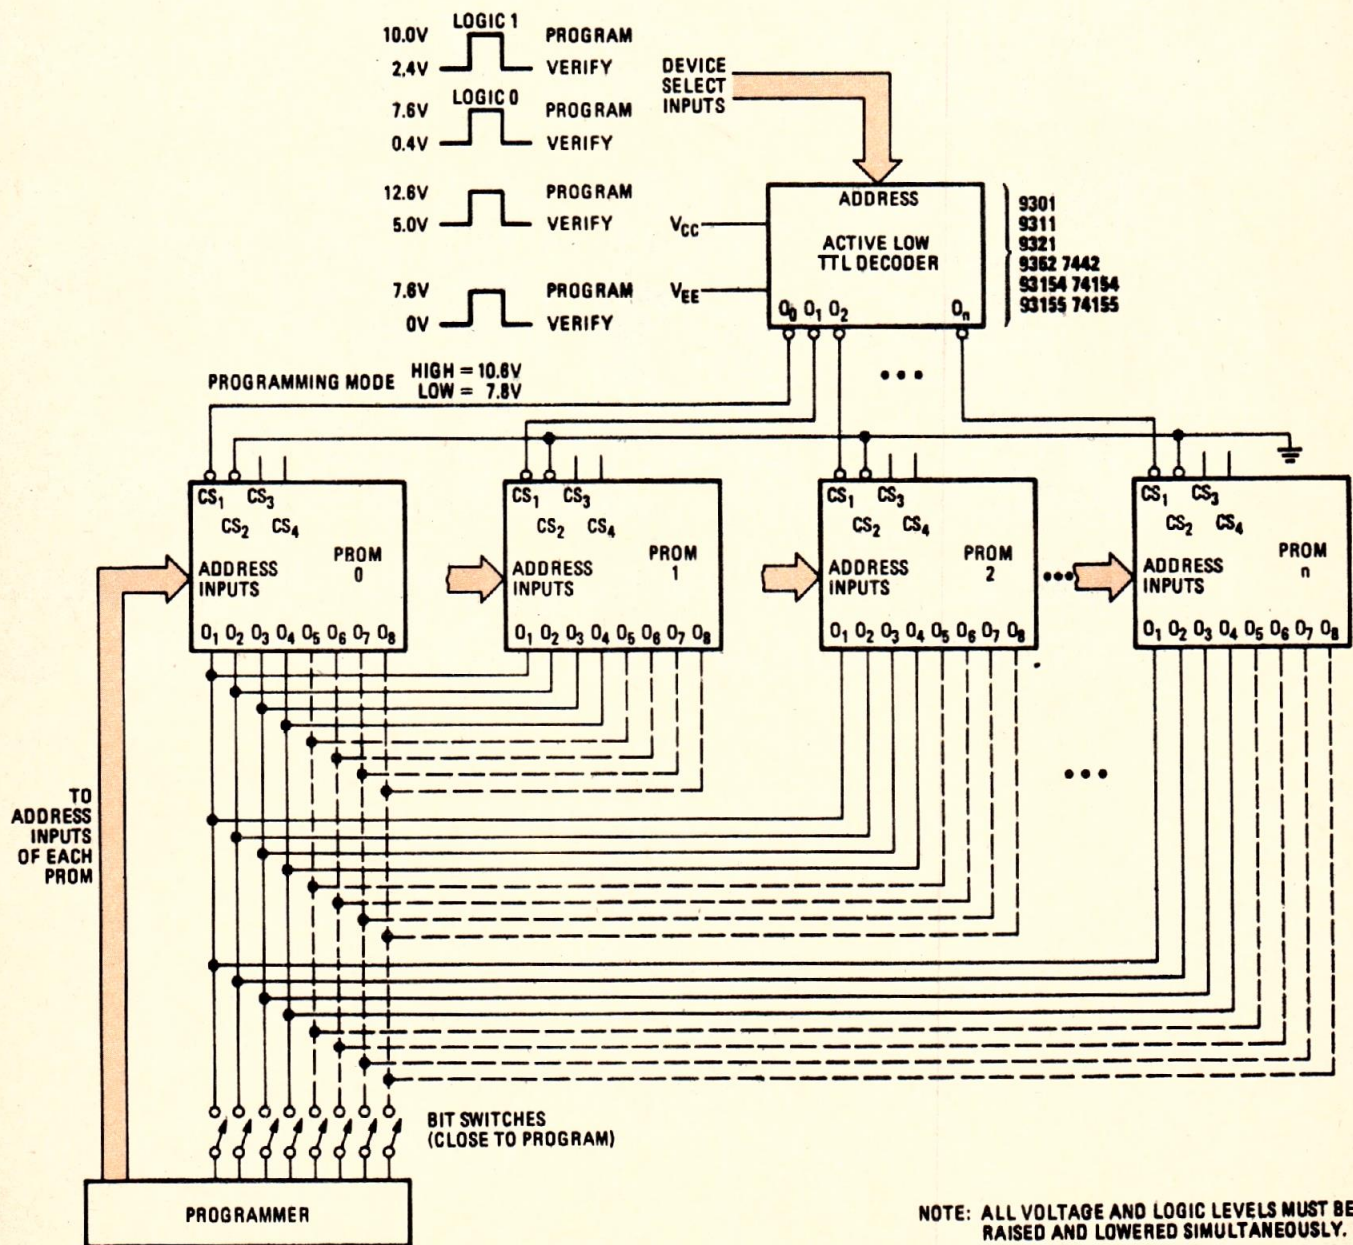 LOGIC 1
10.0V PROGRAM
2.4V VERIFY
LOGIC 0
7.6V PROGRAM
0.4V VERIFY
12.6V PROGRAM
5.0V VERIFY
7.6V PROGRAM
0V VERIFY
DEVICE
SELECT
INPUTS
VCC
VEE
ADDRESS
ACTIVE LOW
TTL DECODER
O0 O1 O2 On
9301
9311
9321
9362 7442
93154 74154
93155 74155
PROGRAMMING MODE
HIGH = 10.6V
LOW = 7.8V
CS1 CS3
CS2 CS4
ADDRESS
INPUTS
PROM
0
O1 O2 O3 O4 O5 O6 O7 O8
CS1 CS3
CS2 CS4
ADDRESS
INPUTS
PROM
1
O1 O2 O3 O4 O5 O6 O7 O8
CS1 CS3
CS2 CS4
ADDRESS
INPUTS
PROM
2
O1 O2 O3 O4 O5 O6 O7 O8
CS1 CS3
CS2 CS4
ADDRESS
INPUTS
PROM
n
O1 O2 O3 O4 O5 O6 O7 O8
TO
ADDRESS
INPUTS
OF EACH
PROM
BIT SWITCHES
(CLOSE TO PROGRAM)
PROGRAMMER
NOTE: ALL VOLTAGE AND LOGIC LEVELS MUST BE
RAISED AND LOWERED SIMULTANEOUSLY.